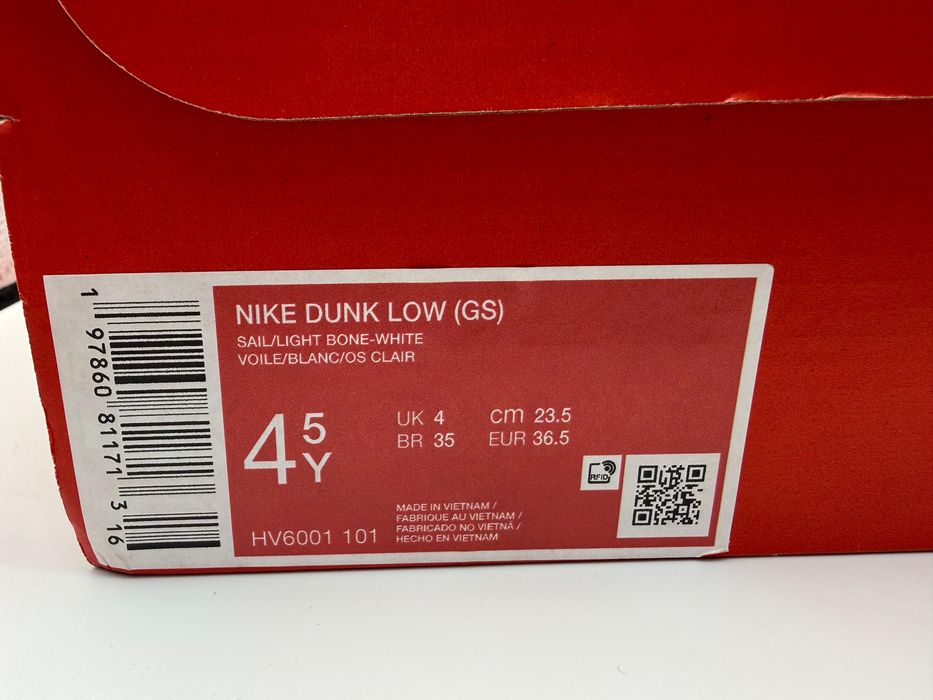 NIKE DUNK LOW (GS)
SAIL/LIGHT BONE-WHITE
VOILE/BLANC/OS CLAIR
4 5 Y
UK 4 cm 23.5
BR 35 EUR 36.5
RFID
HV6001 101
MADE IN VIETNAM /
FABRIQUE AU VIETNAM /
FABRICADO NO VIETNÃ /
HECHO EN VIETNAM
1 97860 81171 3 16